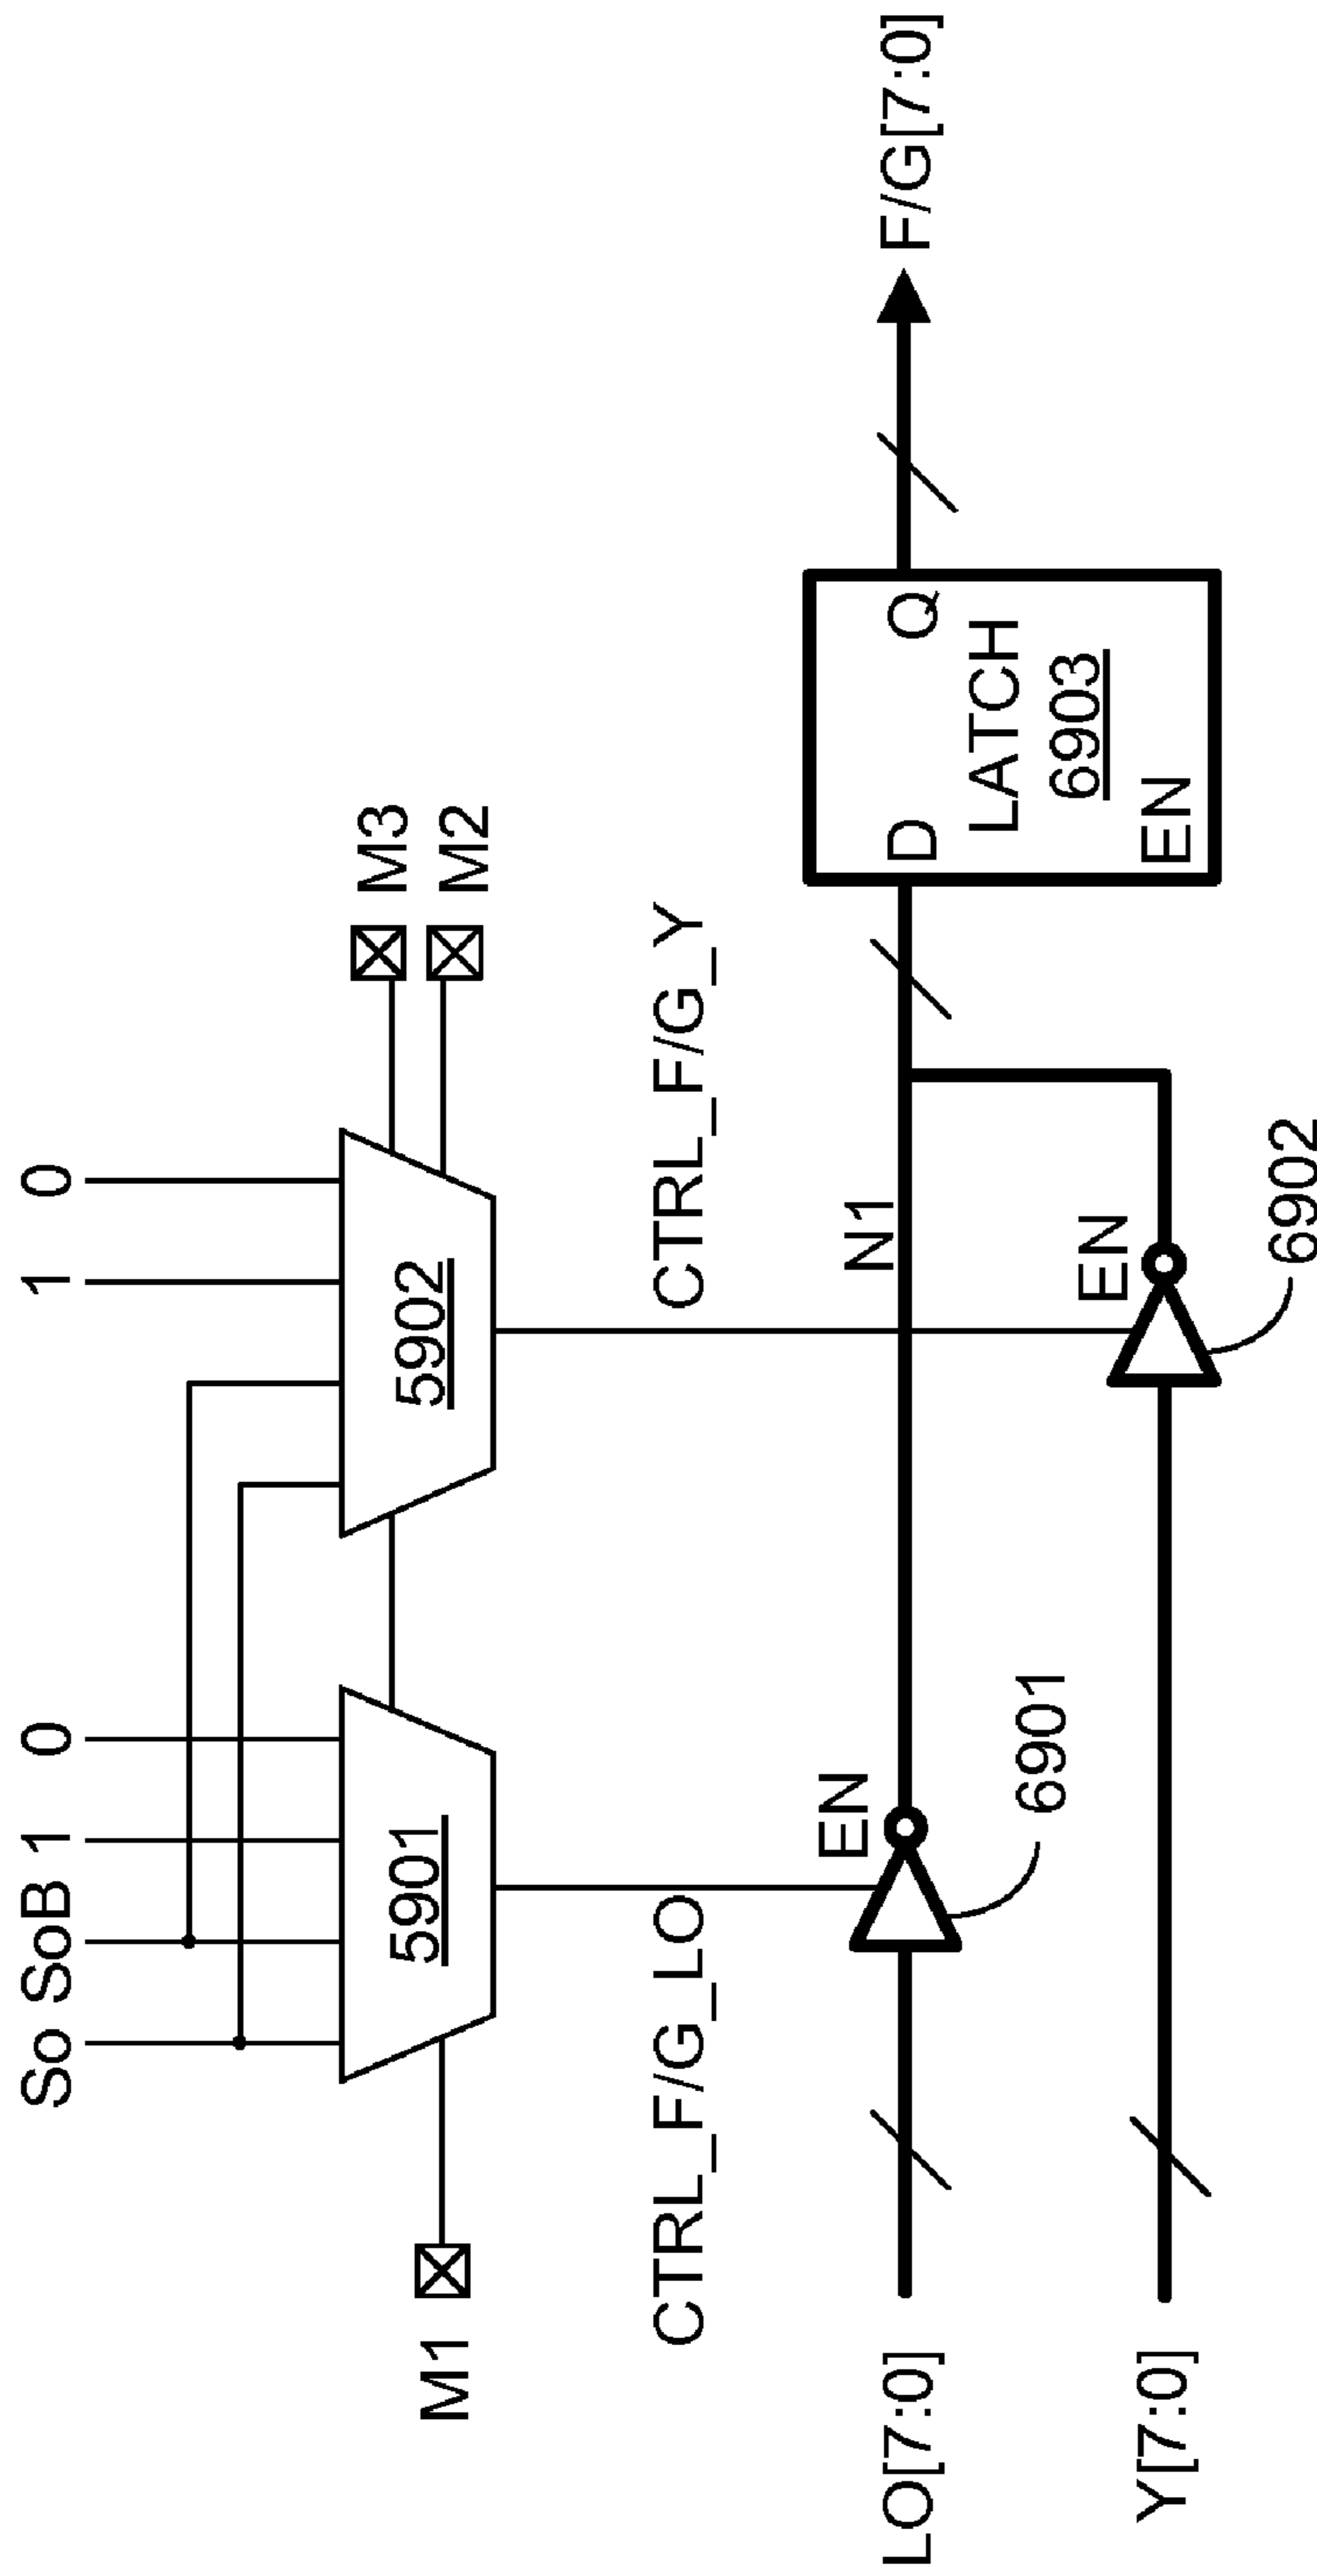 So SoB 1 0
1 0
M1
5901
5902
M3
M2
CTRL_F/G_LO
CTRL_F/G_Y
LO[7:0]
EN
6901
N1
D
Q
F/G[7:0]
LATCH
6903
EN
Y[7:0]
EN
6902